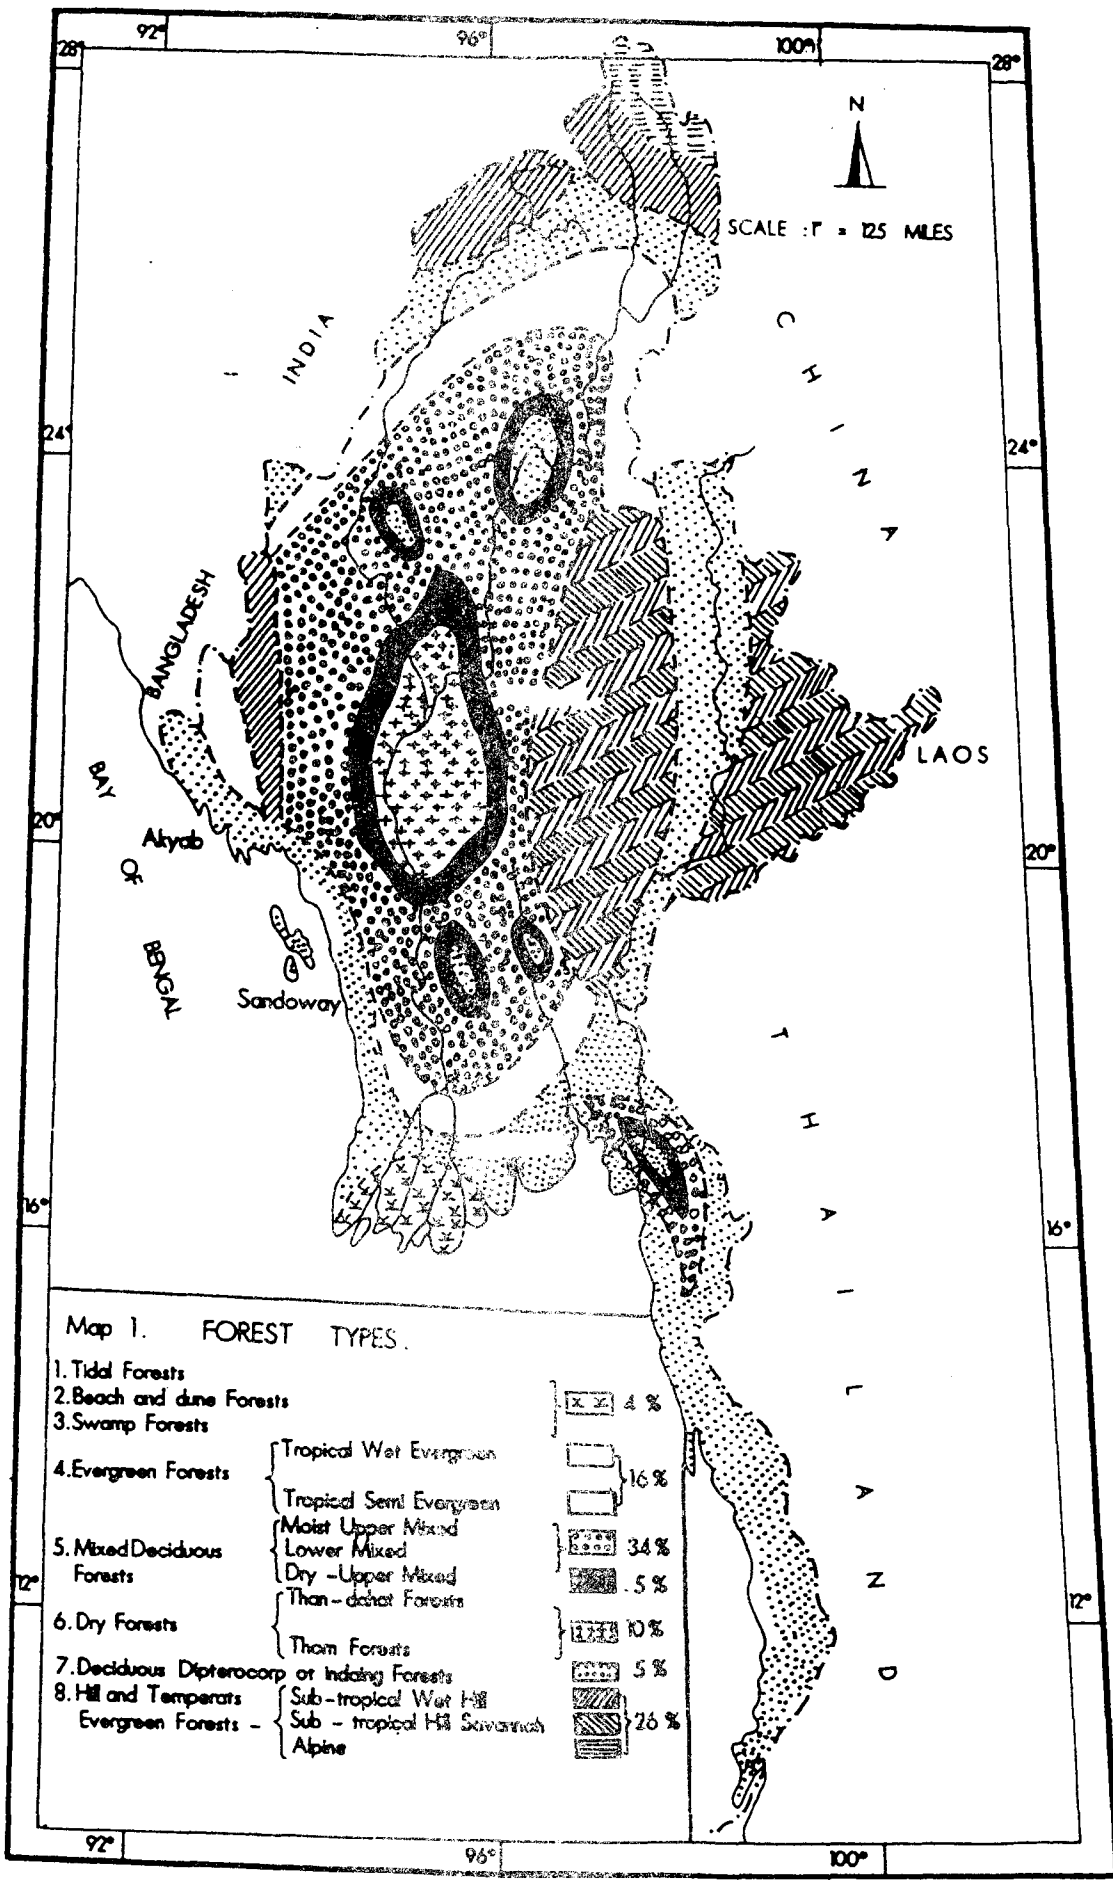 92°
96°
100°
28°
28°
N
SCALE : 1" = 125 MILES
INDIA
CHINA
24°
24°
BANGLADESH
LAOS
BAY OF BENGAL
20°
20°
Akyab
Sandoway
THAILAND
16°
16°
Map 1. FOREST TYPES.
1. Tidal Forests
2. Beach and dune Forests
3. Swamp Forests
4%
4. Evergreen Forests
Tropical Wet Evergreen
Tropical Semi Evergreen
16%
5. Mixed Deciduous Forests
Moist Upper Mixed
Lower Mixed
34%
Dry - Upper Mixed
5%
6. Dry Forests
Than-dahat Forests
Thorn Forests
10%
7. Deciduous Dipterocorp or Indaing Forests
5%
8. Hill and Temperats Evergreen Forests -
Sub-tropical Wet Hill
Sub - tropical Hill Savannah
Alpine
26%
12°
12°
92°
96°
100°